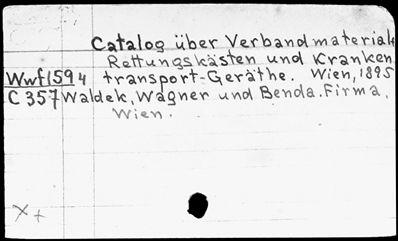 Catalog über Verbandmaterial,
Rettungskästen und Kranken
Wwf1594 transport-Geräthe. Wien, 1895
C 357 Waldek, Wagner und Benda. Firma,
Wien.
X +